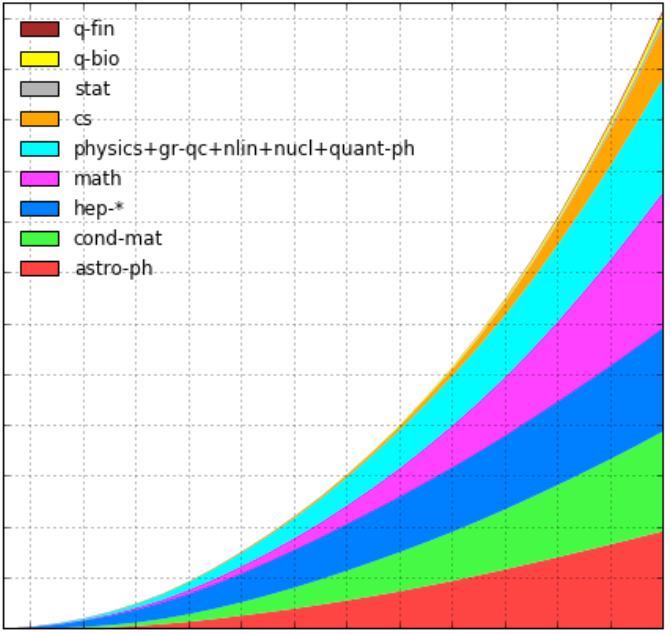 q-fin
q-bio
stat
cs
physics+gr-qc+nlin+nucl+quant-ph
math
hep-*
cond-mat
astro-ph